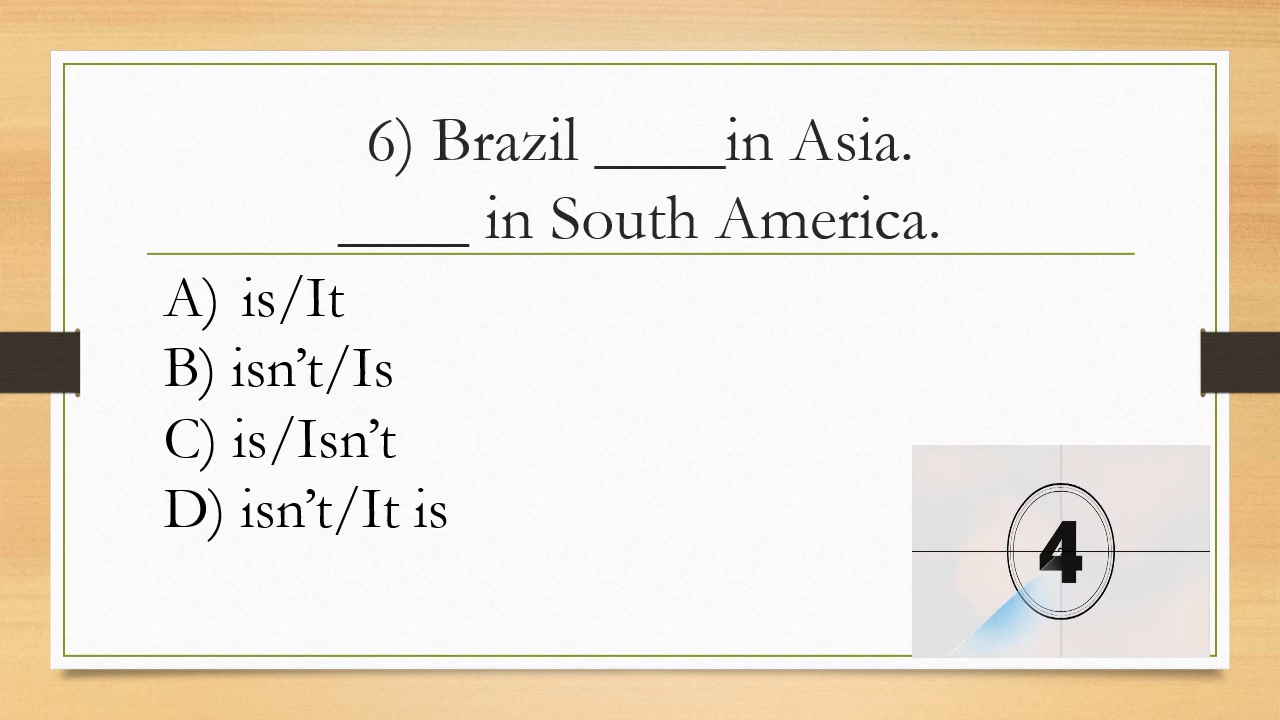 6) Brazil ____in Asia.
____ in South America.
A) is/It
B) isn’t/Is
C) is/Isn’t
D) isn’t/It is
4